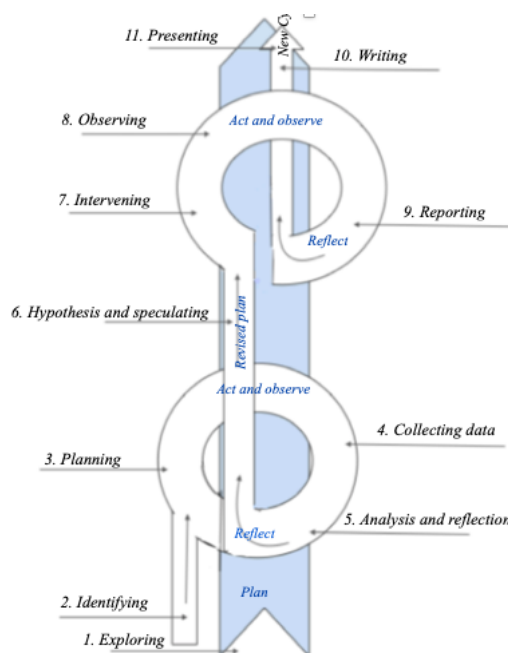 New Cy
11. Presenting
10. Writing
8. Observing
Act and observe
7. Intervening
9. Reporting
Reflect
6. Hypothesis and speculating
Revised plan
Act and observe
4. Collecting data
3. Planning
5. Analysis and reflection
Reflect
Plan
2. Identifying
1. Exploring